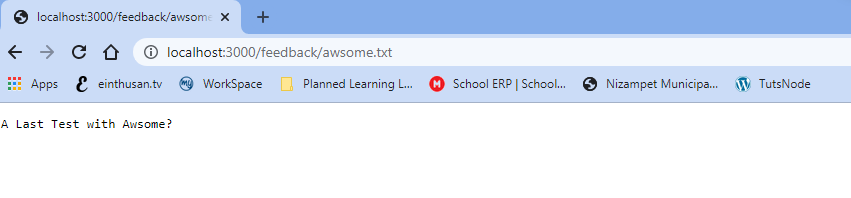 localhost:3000/feedback/awsome
localhost:3000/feedback/awsome.txt
Apps einthusan.tv WorkSpace Planned Learning L... School ERP | School... Nizampet Municipa... TutsNode
A Last Test with Awsome?